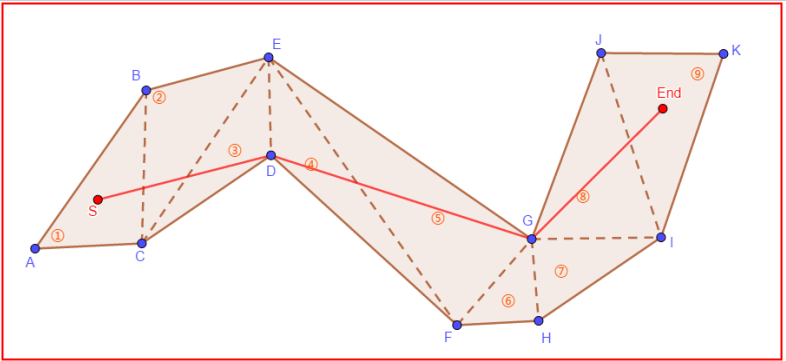 J
K
E
B
⑨
End
②
③
④
D
⑧
S
⑤
G
①
I
A
C
⑦
⑥
F
H